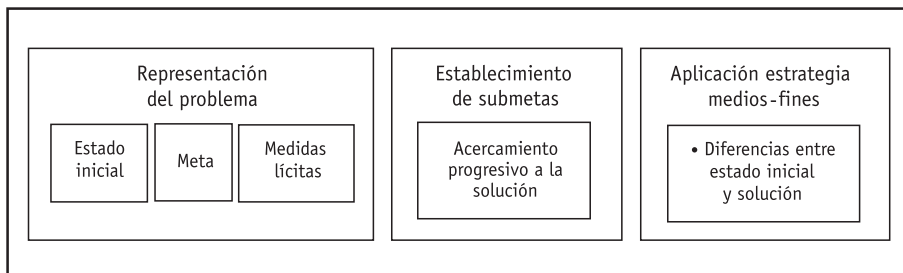 Representación
del problema
Estado
inicial
Meta
Medidas
lícitas
Establecimiento
de submetas
Acercamiento
progresivo a la
solución
Aplicación estrategia
medios-fines
• Diferencias entre
estado inicial
y solución